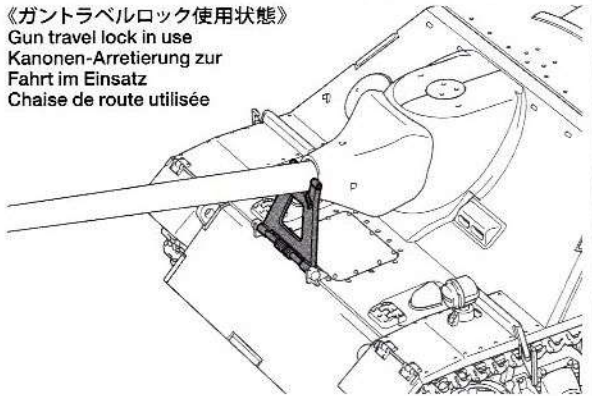 《ガントラベルロック使用状態》
Gun travel lock in use
Kanonen-Arretierung zur
Fahrt im Einsatz
Chaise de route utilisée